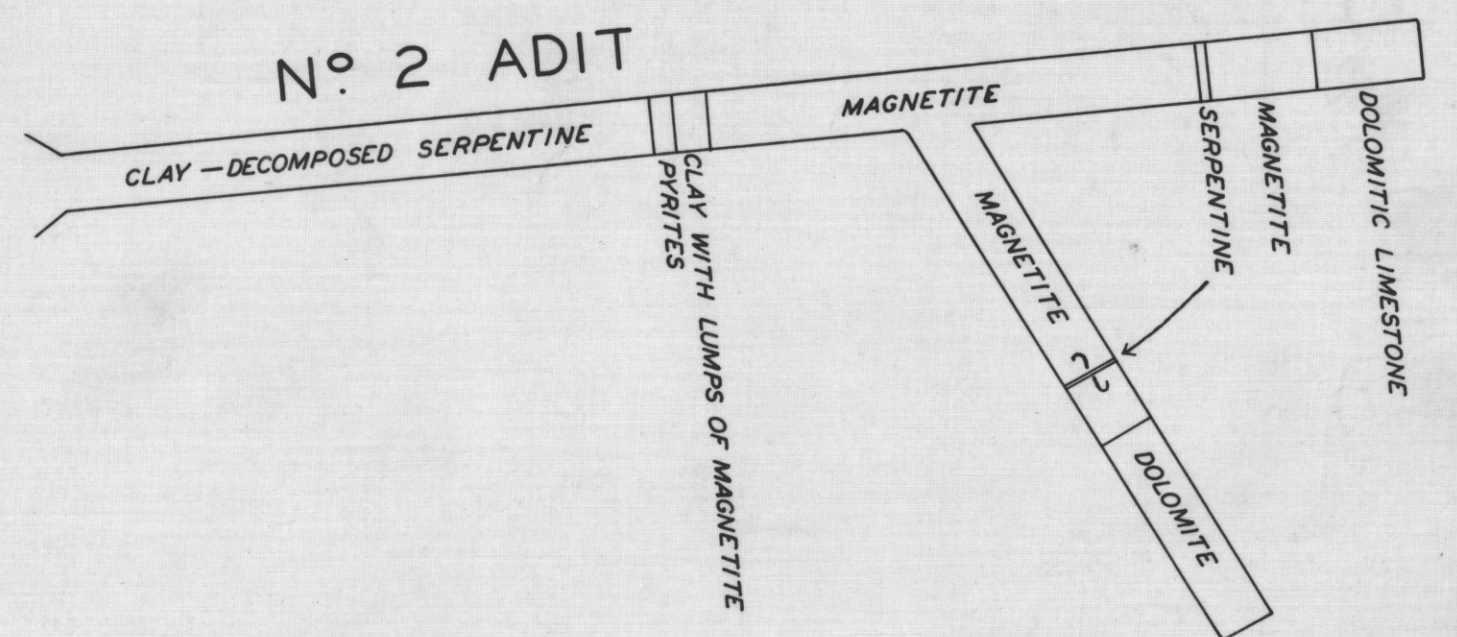 Nº 2 ADIT
CLAY — DECOMPOSED SERPENTINE
PYRITES
CLAY WITH LUMPS OF MAGNETITE
MAGNETITE
SERPENTINE
MAGNETITE
DOLOMITIC LIMESTONE
MAGNETITE
DOLOMITE